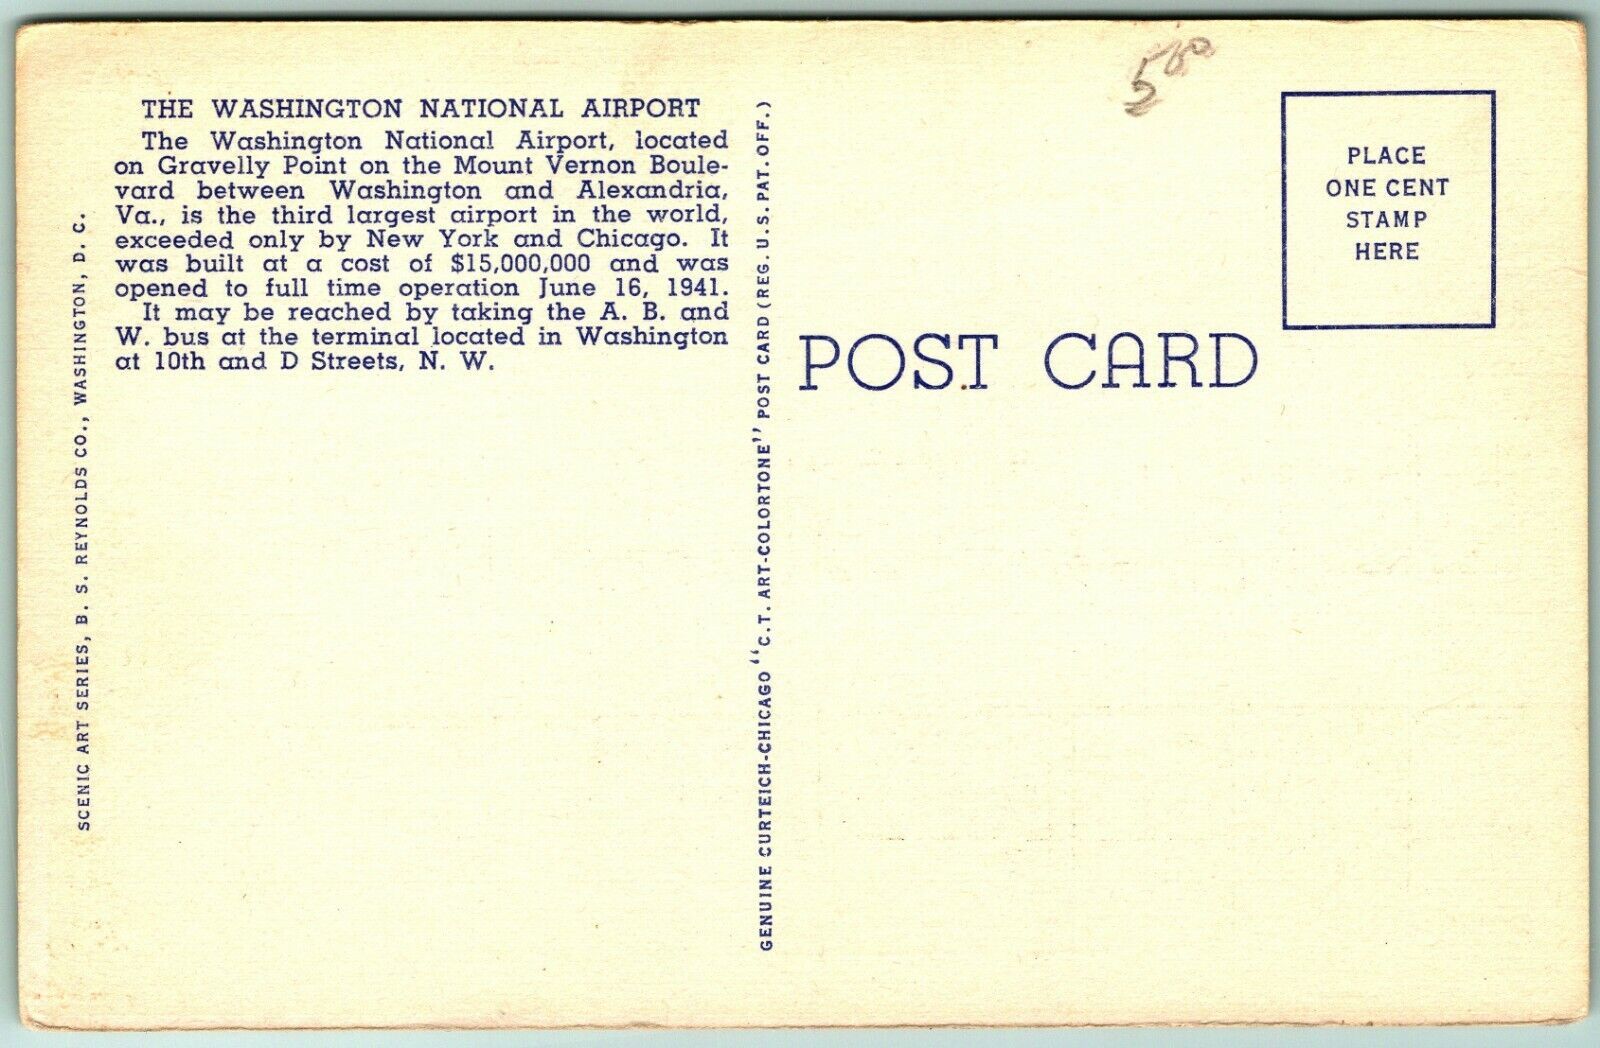 THE WASHINGTON NATIONAL AIRPORT
The Washington National Airport, located
on Gravelly Point on the Mount Vernon Boule-
vard between Washington and Alexandria,
Va., is the third largest airport in the world,
exceeded only by New York and Chicago. It
was built at a cost of $15,000,000 and was
opened to full time operation June 16, 1941.
It may be reached by taking the A. B. and
W. bus at the terminal located in Washington
at 10th and D Streets, N. W.
SCENIC ART SERIES, B. S. REYNOLDS CO., WASHINGTON, D. C.
GENUINE CURTEICH-CHICAGO "C.T. ART-COLORTONE" POST CARD (REG. U.S. PAT. OFF.)
POST CARD
5 00
PLACE
ONE CENT
STAMP
HERE